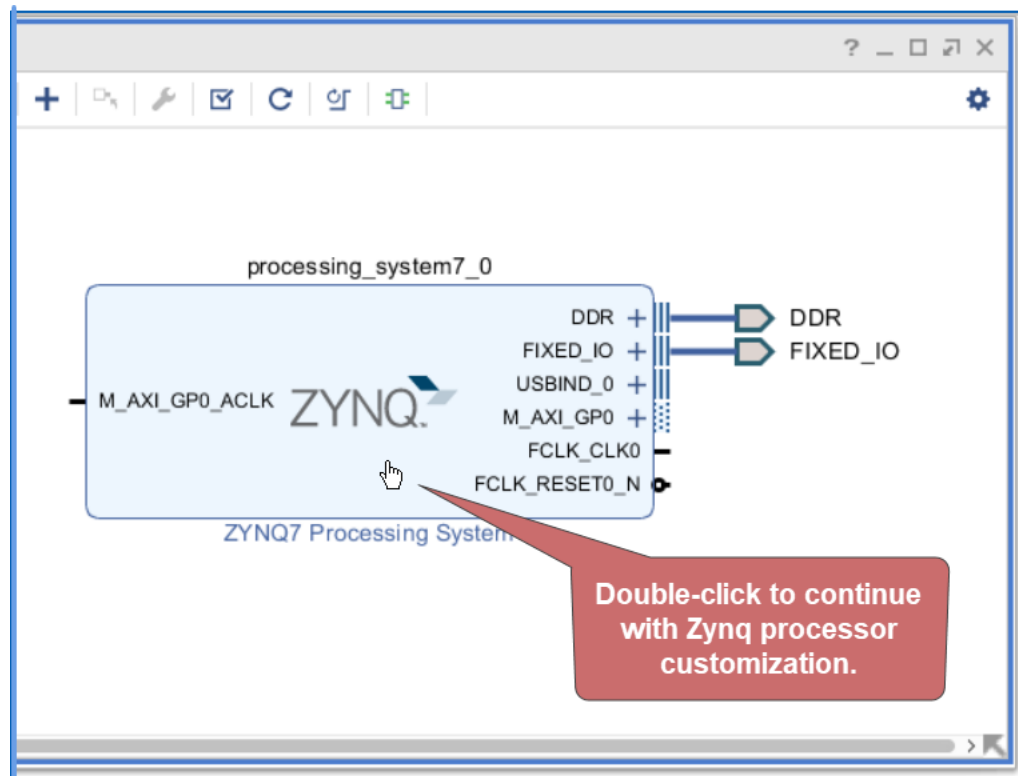 processing_system7_0
DDR
FIXED_IO
USBIND_0
M_AXI_GP0
FCLK_CLK0
FCLK_RESET0_N
M_AXI_GP0_ACLK
ZYNQ.
DDR
FIXED_IO
ZYNQ7 Processing System
Double-click to continue
with Zynq processor
customization.